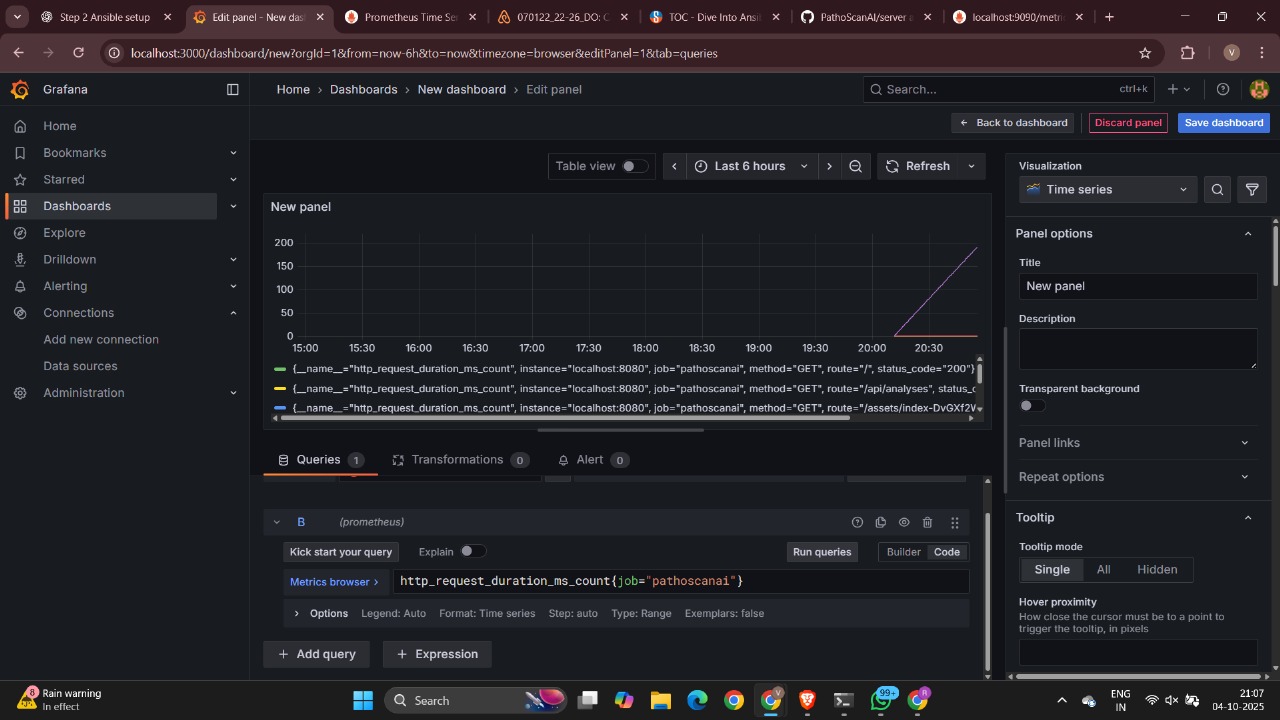 Step 2 Ansible setup
Edit panel - New das
Prometheus Time Se
070122_22-26_DO: C
TOC - Dive Into Ansi
PathoScanAI/server a
localhost:9090/metri
localhost:3000/dashboard/new?orgId=1&from=now-6h&to=now&timezone=browser&editPanel=1&tab=queries
V
Grafana
Home › Dashboards › New dashboard › Edit panel
Search...
ctrl+k
Back to dashboard
Discard panel
Save dashboard
Home
Bookmarks
Starred
Dashboards
Explore
Drilldown
Alerting
Connections
Add new connection
Data sources
Administration
Table view
Last 6 hours
Refresh
New panel
200
150
100
50
0
15:00 15:30 16:00 16:30 17:00 17:30 18:00 18:30 19:00 19:30 20:00 20:30
{__name__="http_request_duration_ms_count", instance="localhost:8080", job="pathoscanai", method="GET", route="/", status_code="200"}
{__name__="http_request_duration_ms_count", instance="localhost:8080", job="pathoscanai", method="GET", route="/api/analyses", status_c
{__name__="http_request_duration_ms_count", instance="localhost:8080", job="pathoscanai", method="GET", route="/assets/index-DvGXf2W
Queries 1
Transformations 0
Alert 0
B (prometheus)
Kick start your query
Explain
Run queries
Builder
Code
Metrics browser ›
http_request_duration_ms_count{job="pathoscanai"}
Options Legend: Auto Format: Time series Step: auto Type: Range Exemplars: false
+ Add query
+ Expression
Visualization
Time series
Panel options
Title
New panel
Description
Transparent background
Panel links
Repeat options
Tooltip
Tooltip mode
Single
All
Hidden
Hover proximity
How close the cursor must be to a point to
trigger the tooltip, in pixels
8
Rain warning
In effect
Search
V
99+
R
ENG
IN
21:07
04-10-2025